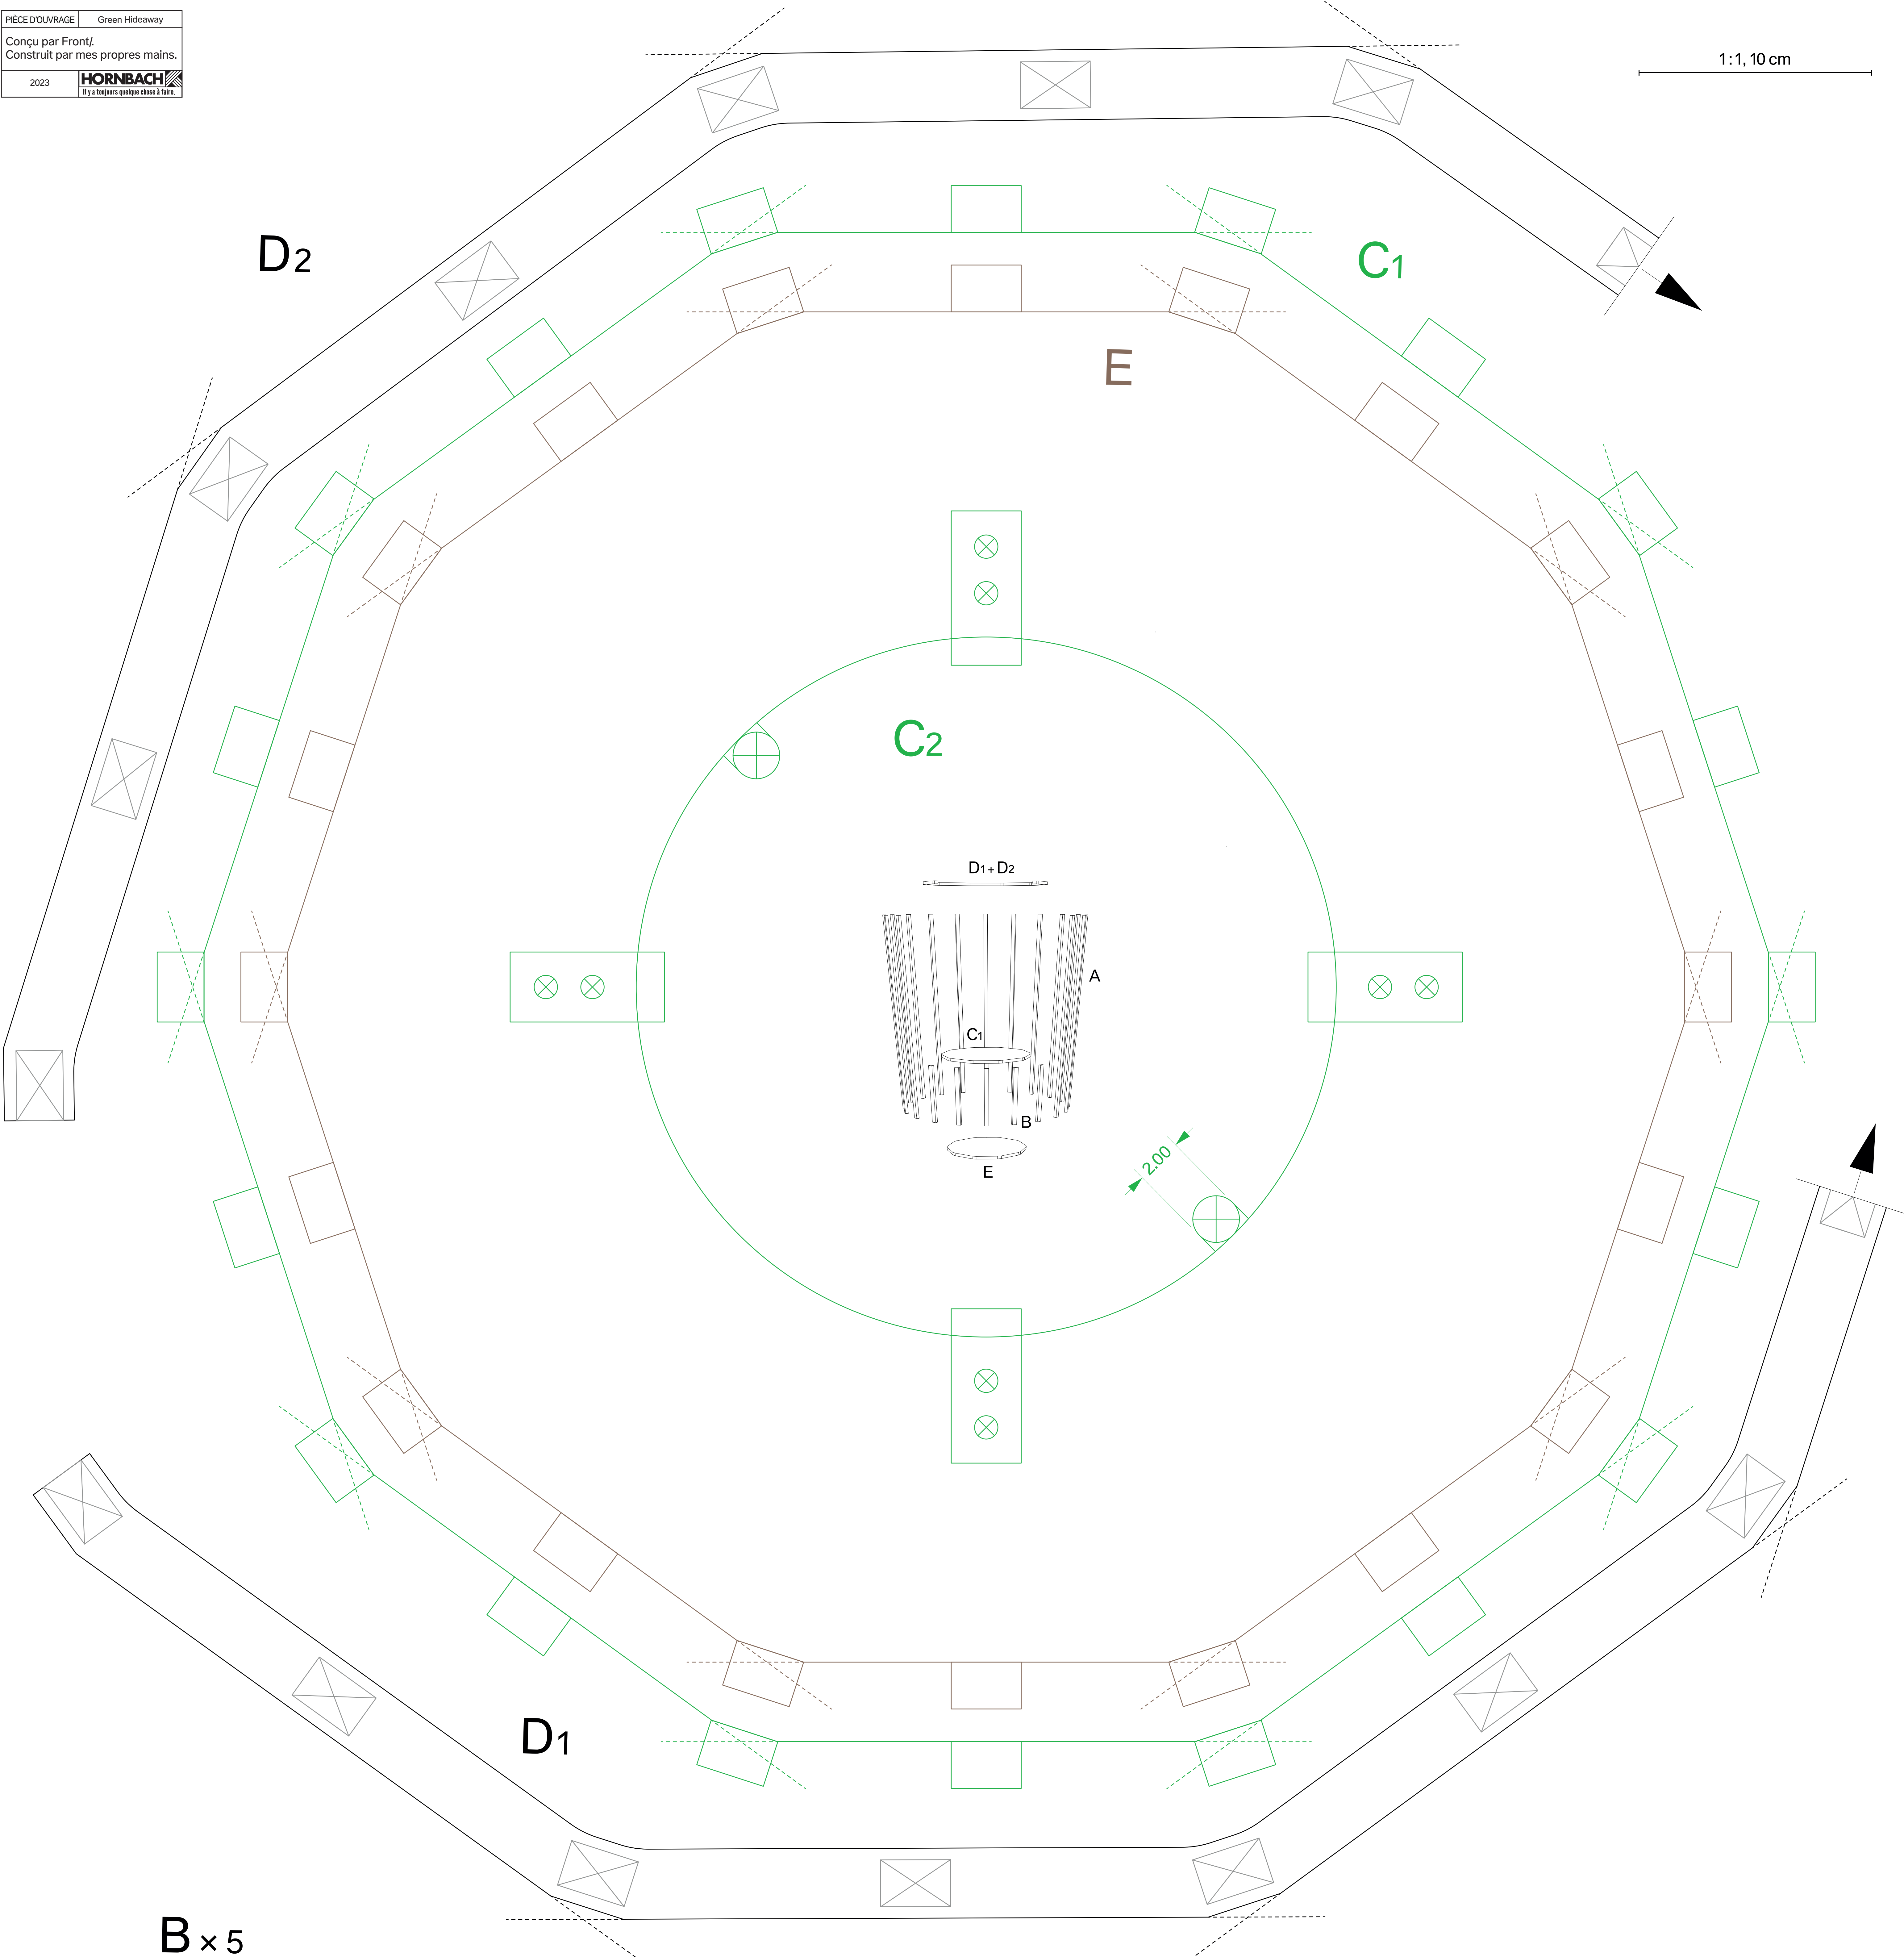 PIÈCE D'OUVRAGE Green Hideaway
Conçu par Front/.
Construit par mes propres mains.
2023 HORNBACH
Il y a toujours quelque chose à faire.
1:1, 10 cm
D2
C1
E
C2
D1+D2
A
C1
B
2.00
E
D1
B × 5